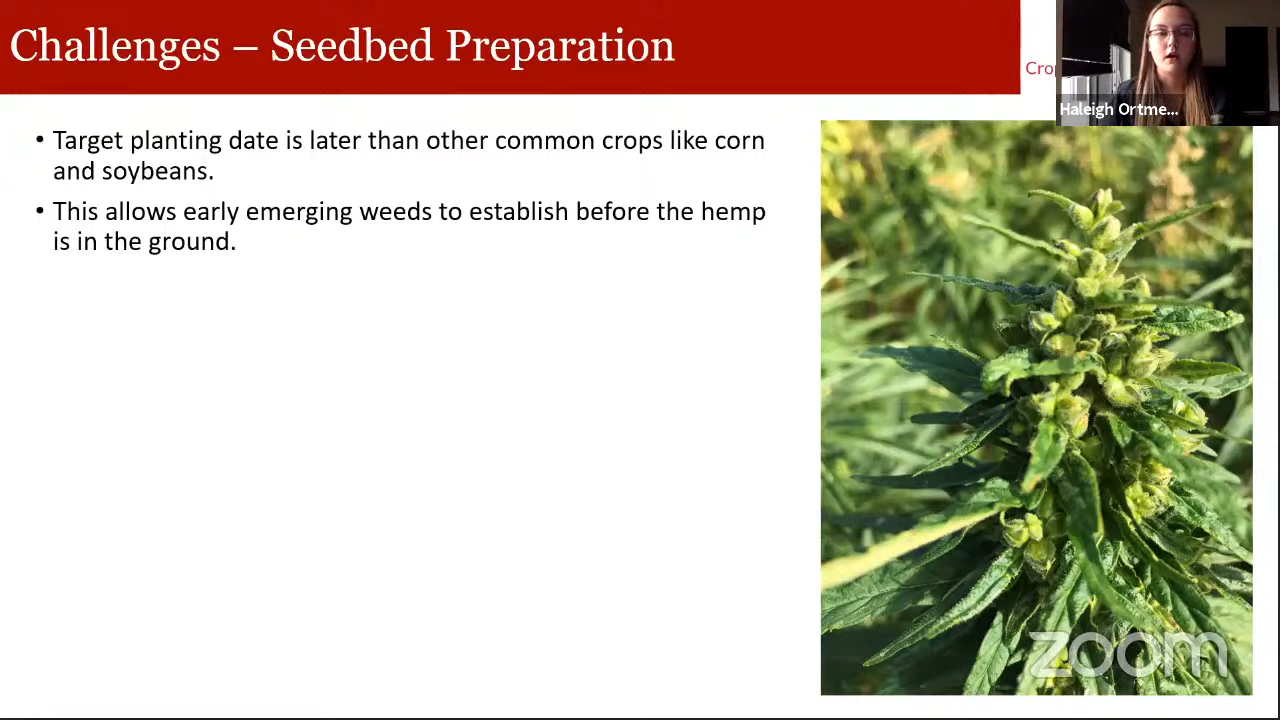 Challenges – Seedbed Preparation
Haleigh Ortme...
• Target planting date is later than other common crops like corn
and soybeans.
• This allows early emerging weeds to establish before the hemp
is in the ground.
zoom